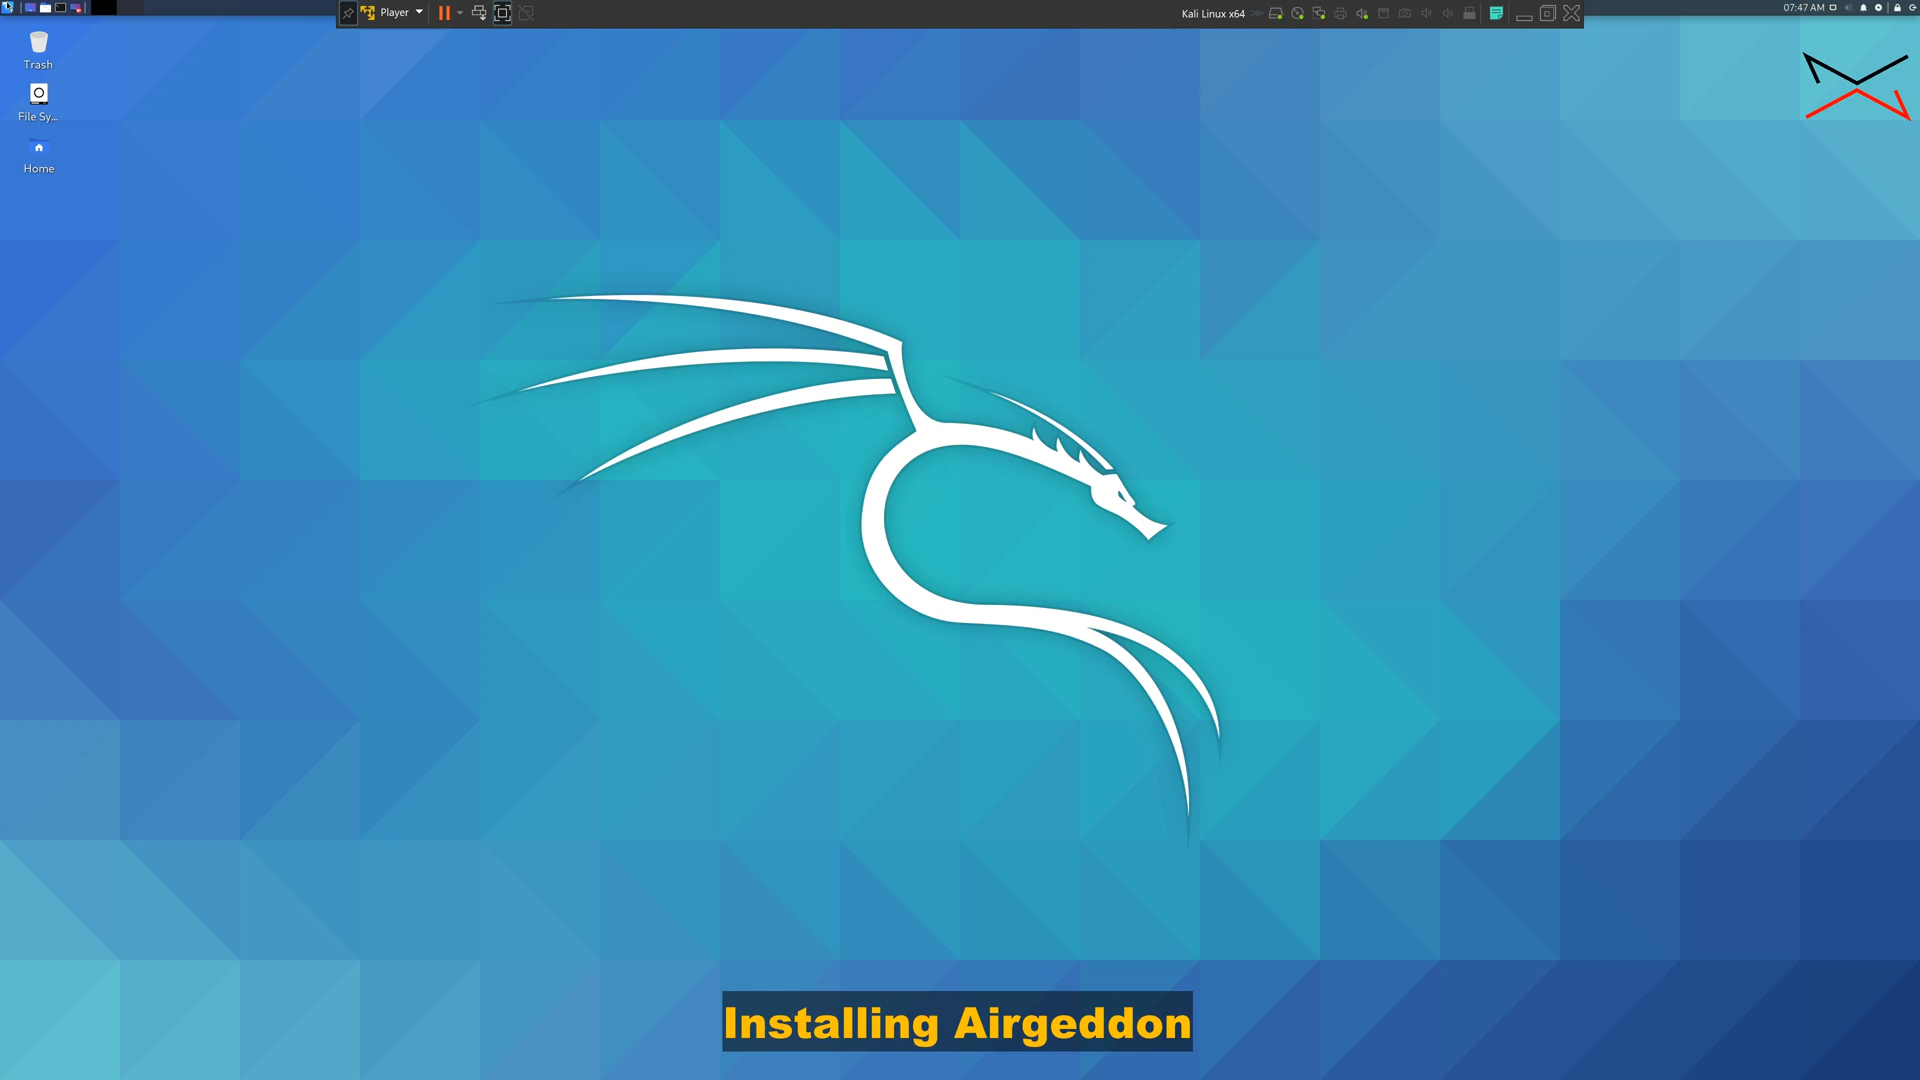 Player
Kali Linux x64
07:47 AM
Trash
File Sy...
Home
Installing Airgeddon